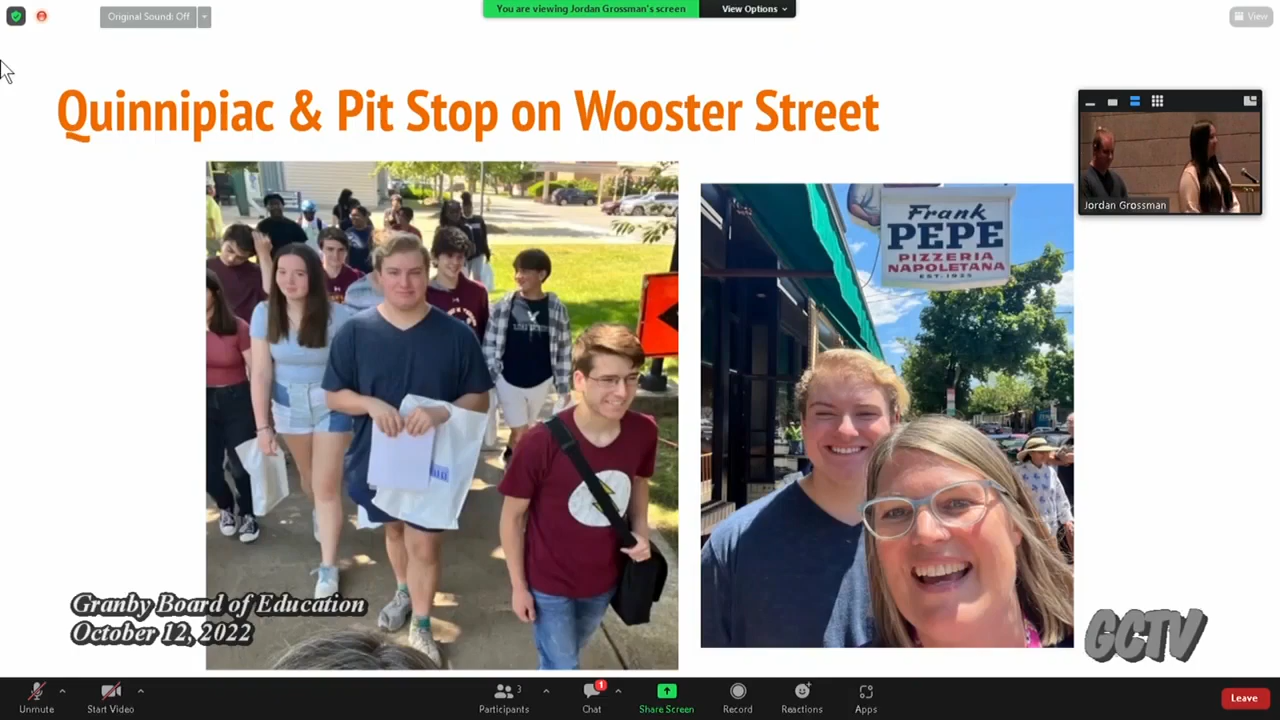 Original Sound: Off
You are viewing Jordan Grossman's screen
View Options
View
Quinnipiac & Pit Stop on Wooster Street
Jordan Grossman
Frank
PEPE
PIZZERIA
NAPOLETANA
EST. 1925
Granby Board of Education
October 12, 2022
GCTV
Unmute
Start Video
Participants
3
Chat
1
Share Screen
Record
Reactions
Apps
Leave